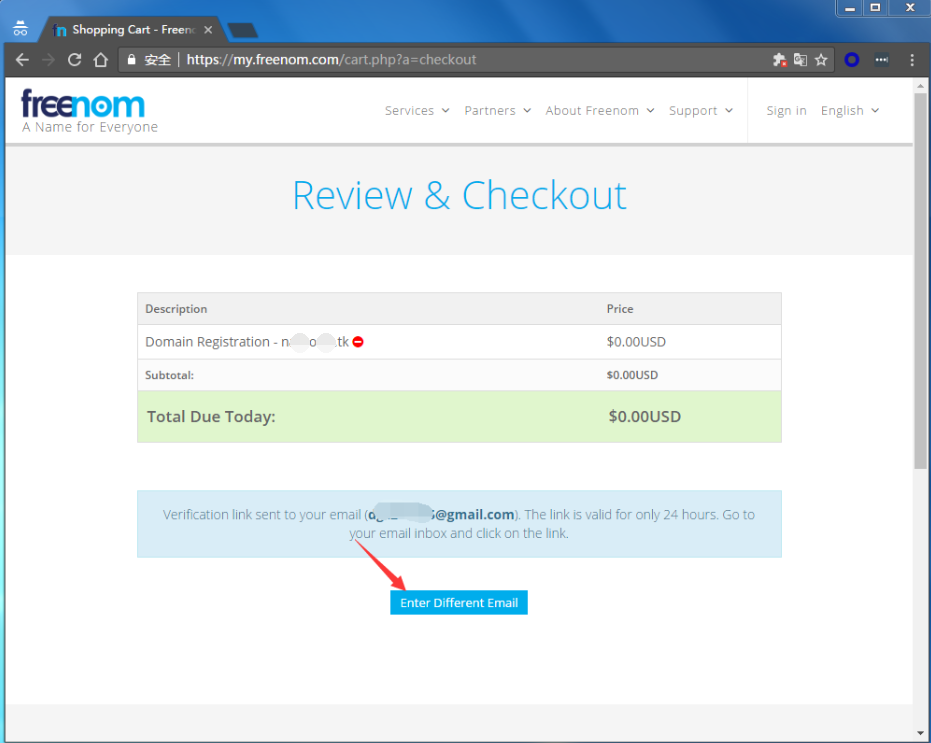 Shopping Cart - Freen
安全 | https://my.freenom.com/cart.php?a=checkout
freenom
A Name for Everyone
Services Partners About Freenom Support Sign in English
Review & Checkout
Description Price
Domain Registration - n o .tk $0.00USD
Subtotal: $0.00USD
Total Due Today: $0.00USD
Verification link sent to your email ( @gmail.com). The link is valid for only 24 hours. Go to
your email inbox and click on the link.
Enter Different Email